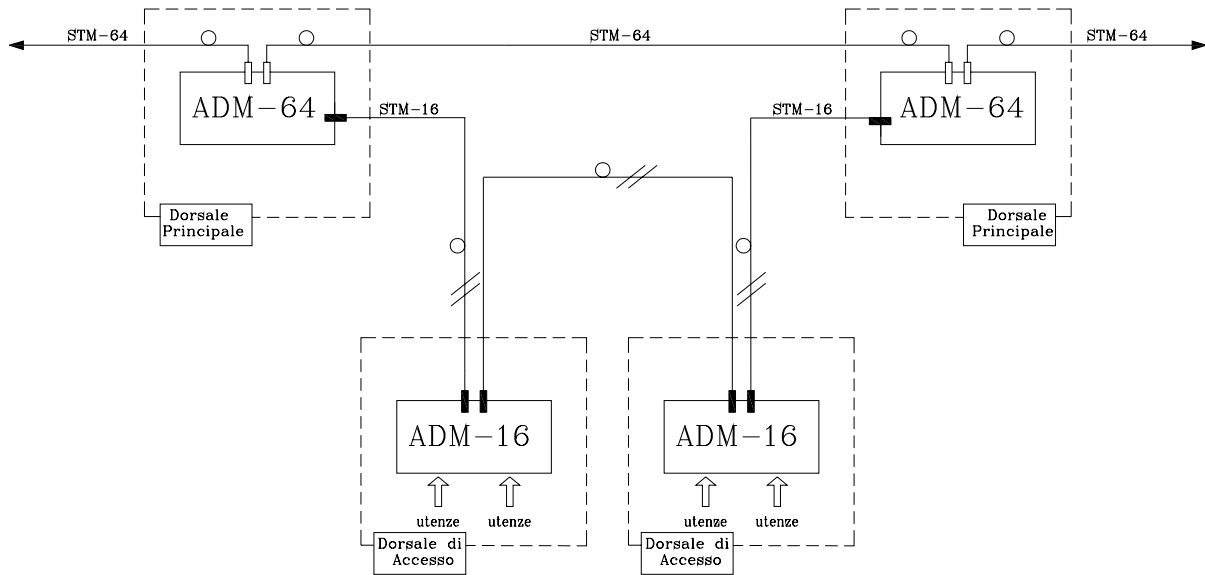 STM-64
STM-64
STM-64
ADM-64
STM-16
STM-16
ADM-64
Dorsale
Principale
Dorsale
Principale
ADM-16
ADM-16
utenze
utenze
utenze
utenze
Dorsale di
Accesso
Dorsale di
Accesso